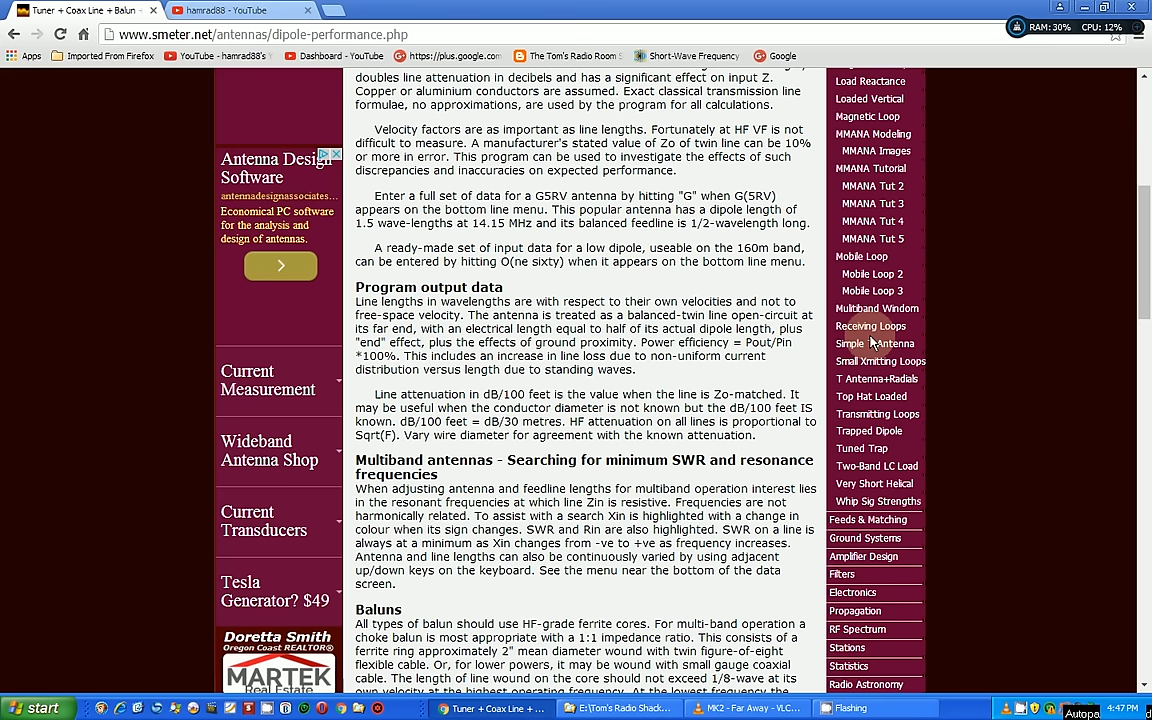 Tuner + Coax Line + Balun
hamrad88 - YouTube
www.smeter.net/antennas/dipole-performance.php
RAM: 30% CPU: 12%
Apps
Imported From Firefox
YouTube - hamrad88's
Dashboard - YouTube
https://plus.google.com
The Tom's Radio Room
Short-Wave Frequency
Google
Antenna Design
Software
antennadesignassociates...
Economical PC software
for the analysis and
design of antennas.
Current
Measurement
Wideband
Antenna Shop
Current
Transducers
Tesla
Generator? $49
Doretta Smith
Oregon Coast REALTOR®
MARTEK
Real Estate
doubles line attenuation in decibels and has a significant effect on input Z.
Copper or aluminium conductors are assumed. Exact classical transmission line
formulae, no approximations, are used by the program for all calculations.
Velocity factors are as important as line lengths. Fortunately at HF VF is not
difficult to measure. A manufacturer's stated value of Zo of twin line can be 10%
or more in error. This program can be used to investigate the effects of such
discrepancies and inaccuracies on expected performance.
Enter a full set of data for a G5RV antenna by hitting "G" when G(5RV)
appears on the bottom line menu. This popular antenna has a dipole length of
1.5 wave-lengths at 14.15 MHz and its balanced feedline is 1/2-wavelength long.
A ready-made set of input data for a low dipole, useable on the 160m band,
can be entered by hitting O(ne sixty) when it appears on the bottom line menu.
Program output data
Line lengths in wavelengths are with respect to their own velocities and not to
free-space velocity. The antenna is treated as a balanced-twin line open-circuit at
its far end, with an electrical length equal to half of its actual dipole length, plus
"end" effect, plus the effects of ground proximity. Power efficiency = Pout/Pin
*100%. This includes an increase in line loss due to non-uniform current
distribution versus length due to standing waves.
Line attenuation in dB/100 feet is the value when the line is Zo-matched. It
may be useful when the conductor diameter is not known but the dB/100 feet IS
known. dB/100 feet = dB/30 metres. HF attenuation on all lines is proportional to
Sqrt(F). Vary wire diameter for agreement with the known attenuation.
Multiband antennas - Searching for minimum SWR and resonance
frequencies
When adjusting antenna and feedline lengths for multiband operation interest lies
in the resonant frequencies at which line Zin is resistive. Frequencies are not
harmonically related. To assist with a search Xin is highlighted with a change in
colour when its sign changes. SWR and Rin are also highlighted. SWR on a line is
always at a minimum as Xin changes from -ve to +ve as frequency increases.
Antenna and line lengths can also be continuously varied by using adjacent
up/down keys on the keyboard. See the menu near the bottom of the data
screen.
Baluns
All types of balun should use HF-grade ferrite cores. For multi-band operation a
choke balun is most appropriate with a 1:1 impedance ratio. This consists of a
ferrite ring approximately 2" mean diameter wound with twin figure-of-eight
flexible cable. Or, for lower powers, it may be wound with small gauge coaxial
cable. The length of line wound on the core should not exceed 1/8-wave at its
own velocity at the highest operating frequency. At the lowest frequency the
Load Reactance
Loaded Vertical
Magnetic Loop
MMANA Modeling
MMANA Images
MMANA Tutorial
MMANA Tut 2
MMANA Tut 3
MMANA Tut 4
MMANA Tut 5
Mobile Loop
Mobile Loop 2
Mobile Loop 3
Multiband Windom
Receiving Loops
Simple Antenna
Small Xmitting Loops
T Antenna+Radials
Top Hat Loaded
Transmitting Loops
Trapped Dipole
Tuned Trap
Two-Band LC Load
Very Short Helical
Whip Sig Strengths
Feeds & Matching
Ground Systems
Amplifier Design
Filters
Electronics
Propagation
RF Spectrum
Stations
Statistics
Radio Astronomy
start
Tuner + Coax Line + ...
E:\Tom's Radio Shack...
MK2 - Far Away - VLC...
Flashing
4:47 PM
Autopa